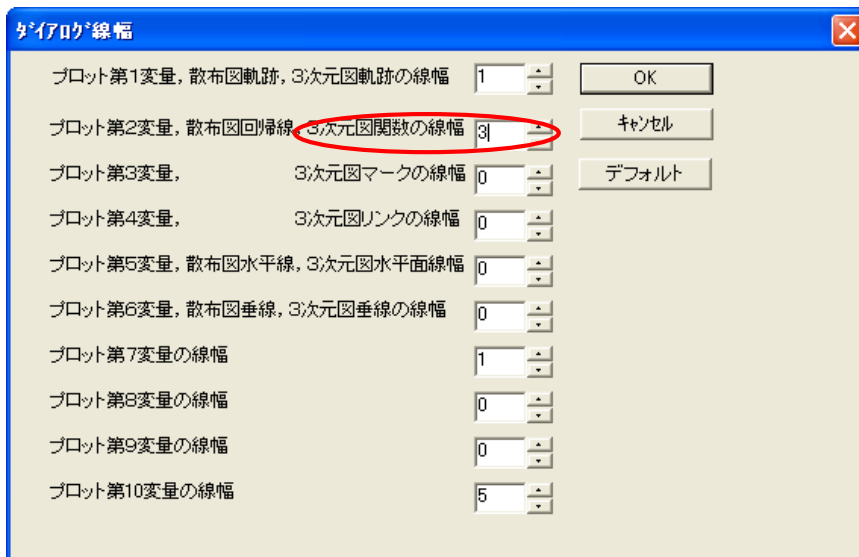 ﾀﾞｲｱﾛｸﾞ線幅
プロット第1変量, 散布図軌跡, 3次元図軌跡の線幅 1 OK
プロット第2変量, 散布図回帰線, 3次元図関数の線幅 3 ｷｬﾝｾﾙ
プロット第3変量, 3次元図マークの線幅 0 デフォルト
プロット第4変量, 3次元図リンクの線幅 0
プロット第5変量, 散布図水平線, 3次元図水平面線幅 0
プロット第6変量, 散布図垂線, 3次元図垂線の線幅 0
プロット第7変量の線幅 1
プロット第8変量の線幅 0
プロット第9変量の線幅 0
プロット第10変量の線幅 5